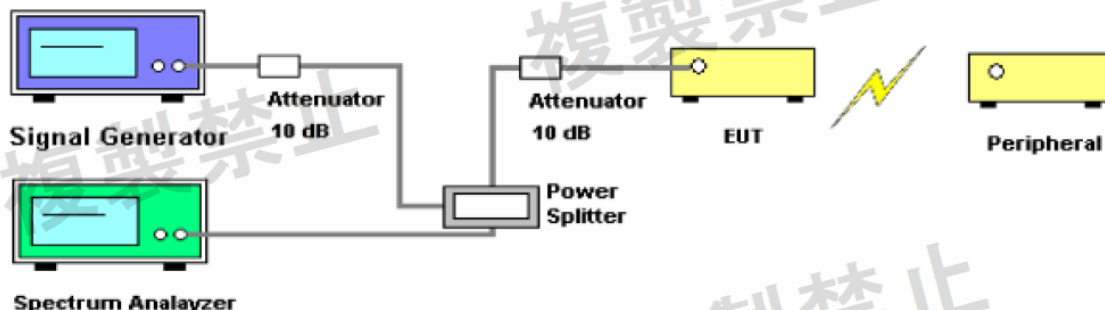 複製禁止
Attenuator
10 dB
Attenuator
10 dB
EUT
Peripheral
Signal Generator
複製禁止
Power
Splitter
Spectrum Analayzer
製禁止